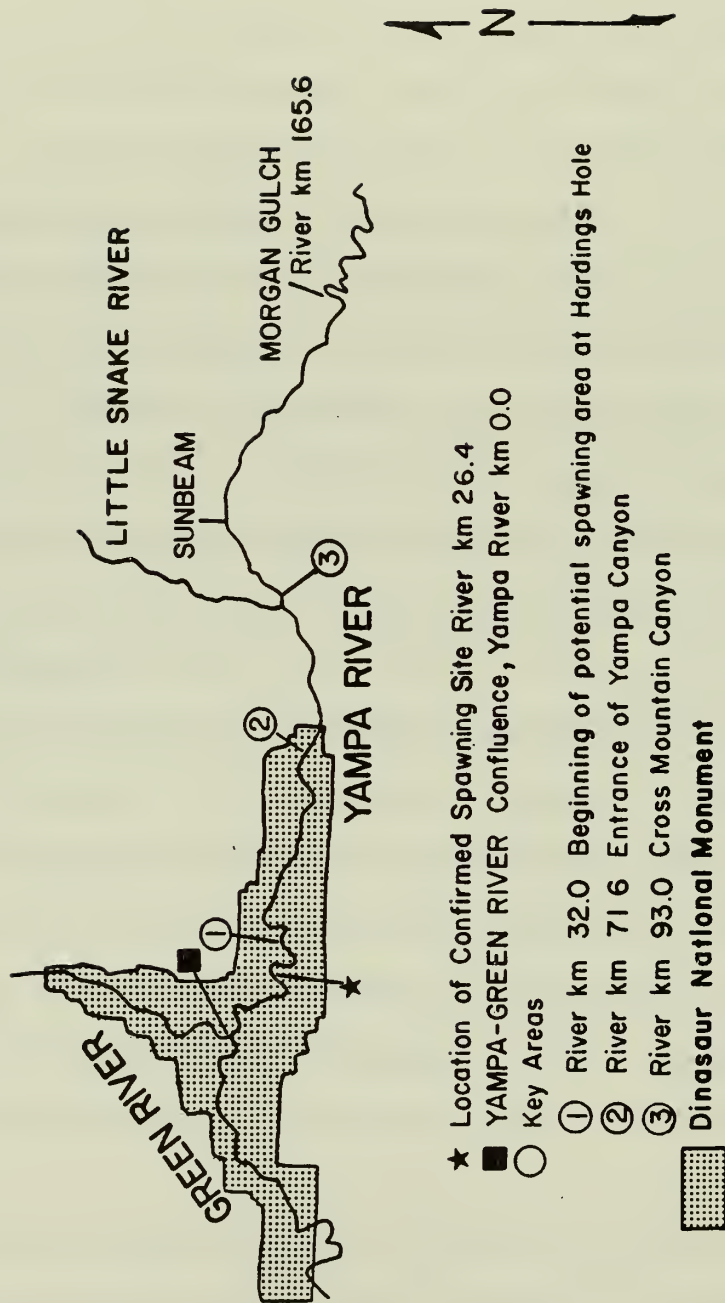 GREEN RIVER
LITTLE SNAKE RIVER
SUNBEAM
MORGAN GULCH
River km 165.6
YAMPA RIVER
①
②
③
N
★ Location of Confirmed Spawning Site River km 26.4
■ YAMPA-GREEN RIVER Confluence, Yampa River km 0.0
○ Key Areas
① River km 32.0 Beginning of potential spawning area at Hardings Hole
② River km 71 6 Entrance of Yampa Canyon
③ River km 93.0 Cross Mountain Canyon
Dinasaur National Monument